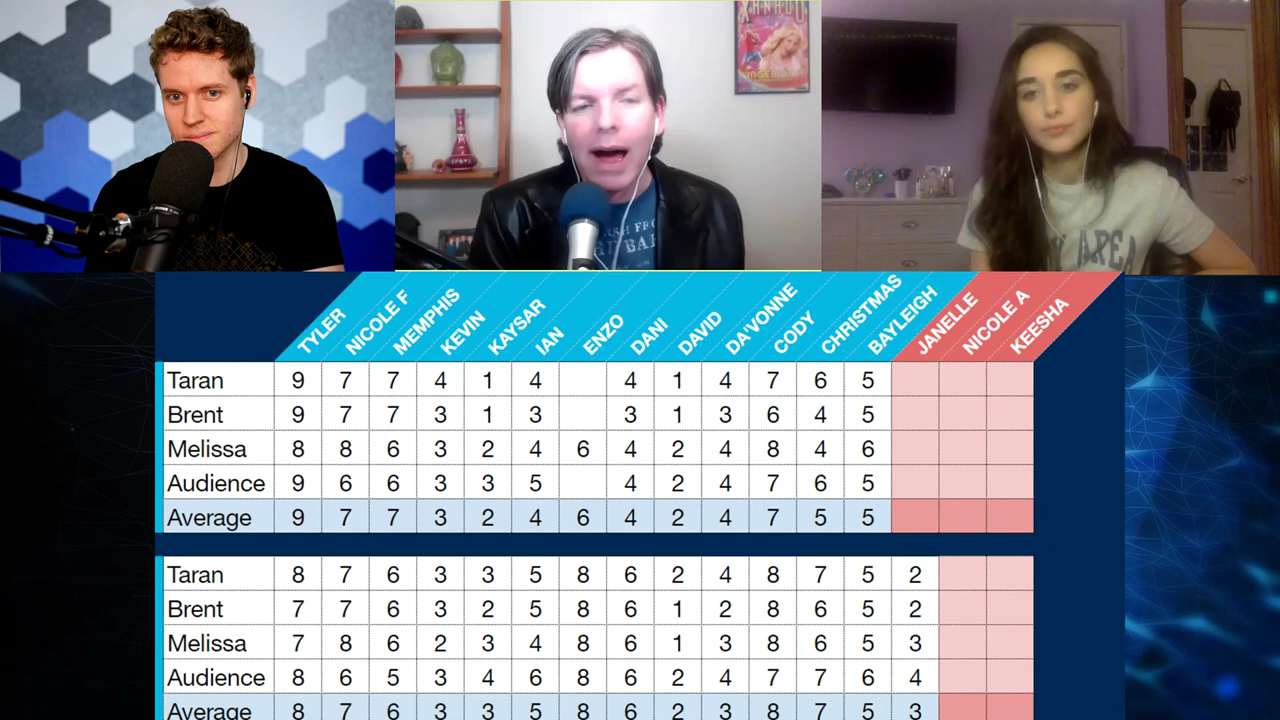 XANADU
GINGER
SH FR
Y AREA
TYLER NICOLE F MEMPHIS KEVIN KAYSAR IAN ENZO DANI DAVID DA'VONNE CODY CHRISTMAS BAYLEIGH JANELLE NICOLE A KEESHA
Taran 9 7 7 4 1 4 4 1 4 7 6 5
Brent 9 7 7 3 1 3 3 1 3 6 4 5
Melissa 8 8 6 3 2 4 6 4 2 4 8 4 6
Audience 9 6 6 3 3 5 4 2 4 7 6 5
Average 9 7 7 3 2 4 6 4 2 4 7 5 5
Taran 8 7 6 3 3 5 8 6 2 4 8 7 5 2
Brent 7 7 6 3 2 5 8 6 1 2 8 6 5 2
Melissa 7 8 6 2 3 4 8 6 1 3 8 6 5 3
Audience 8 6 5 3 4 6 8 6 2 4 7 7 6 4
Average 8 7 6 3 3 5 8 6 2 3 8 7 5 3